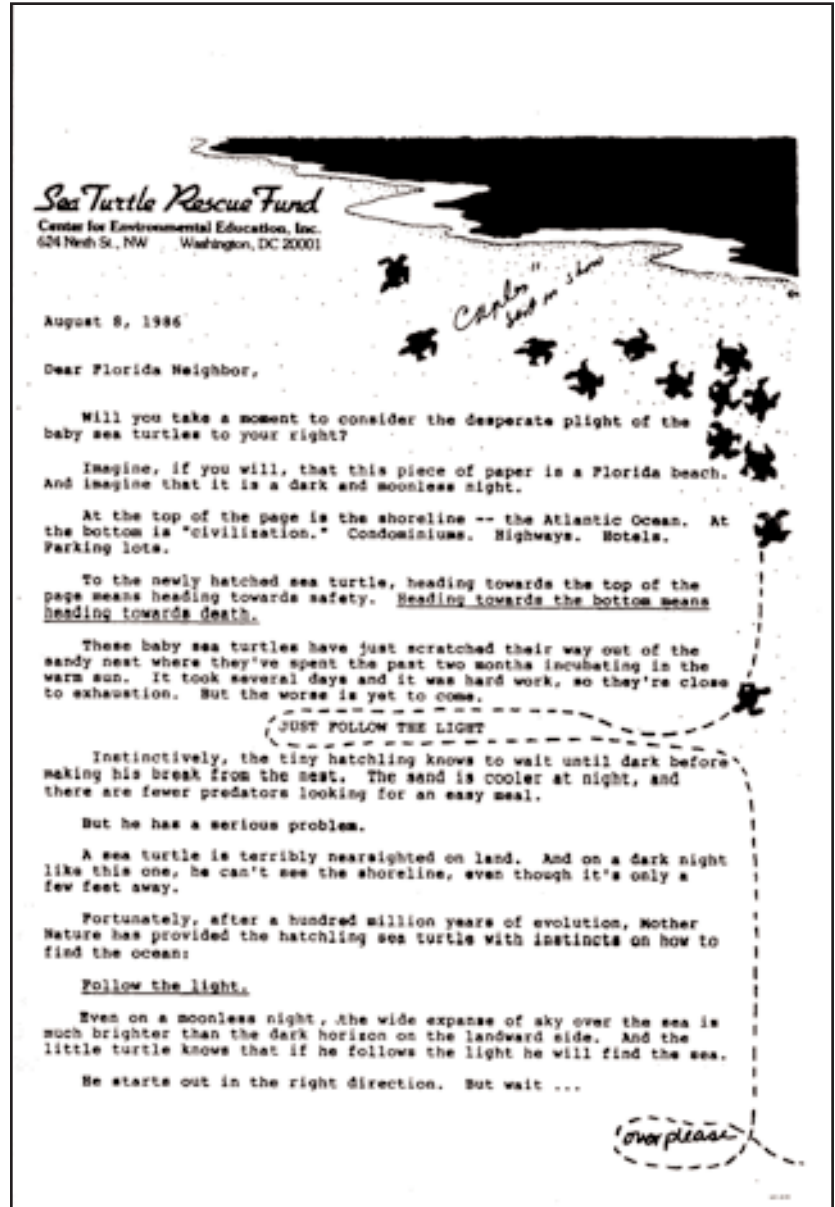 Sea Turtle Rescue Fund
Center for Environmental Education, Inc.
624 Ninth St., NW Washington, DC 20001
August 8, 1986
Dear Florida Neighbor,
Will you take a moment to consider the desperate plight of the
baby sea turtles to your right?
Imagine, if you will, that this piece of paper is a Florida beach.
And imagine that it is a dark and moonless night.
At the top of the page is the shoreline -- the Atlantic Ocean. At
the bottom is "civilization." Condominiums. Highways. Hotels.
Parking lots.
To the newly hatched sea turtle, heading towards the top of the
page means heading towards safety. Heading towards the bottom means
heading towards death.
These baby sea turtles have just scratched their way out of the
sandy nest where they've spent the past two months incubating in the
warm sun. It took several days and it was hard work, so they're close
to exhaustion. But the worse is yet to come.
JUST FOLLOW THE LIGHT
Instinctively, the tiny hatchling knows to wait until dark before
making his break from the nest. The sand is cooler at night, and
there are fewer predators looking for an easy meal.
But he has a serious problem.
A sea turtle is terribly nearsighted on land. And on a dark night
like this one, he can't see the shoreline, even though it's only a
few feet away.
Fortunately, after a hundred million years of evolution, Mother
Nature has provided the hatchling sea turtle with instincts on how to
find the ocean:
Follow the light.
Even on a moonless night, the wide expanse of sky over the sea is
much brighter than the dark horizon on the landward side. And the
little turtle knows that if he follows the light he will find the sea.
He starts out in the right direction. But wait ...
over please